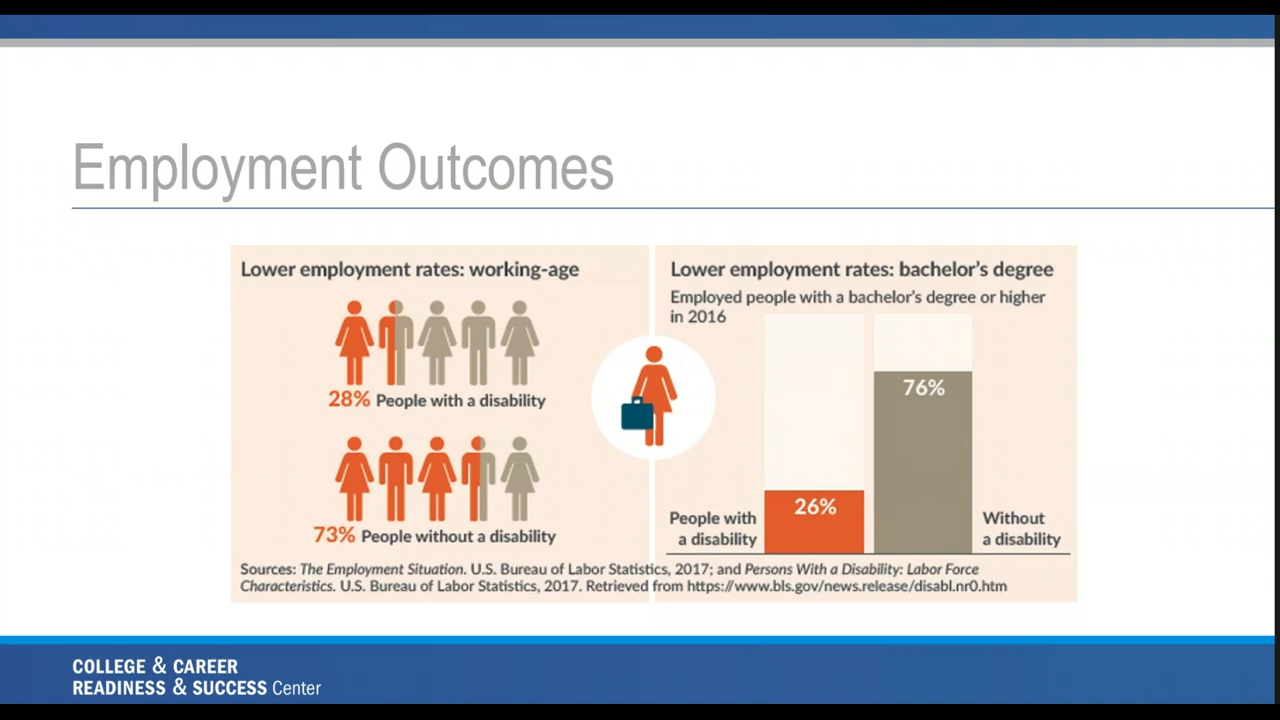 Employment Outcomes
Lower employment rates: working-age
28% People with a disability
73% People without a disability
Lower employment rates: bachelor's degree
Employed people with a bachelor's degree or higher
in 2016
26%
76%
People with
a disability
Without
a disability
Sources: The Employment Situation. U.S. Bureau of Labor Statistics, 2017; and Persons With a Disability: Labor Force
Characteristics. U.S. Bureau of Labor Statistics, 2017. Retrieved from https://www.bls.gov/news.release/disabl.nr0.htm
COLLEGE & CAREER
READINESS & SUCCESS Center